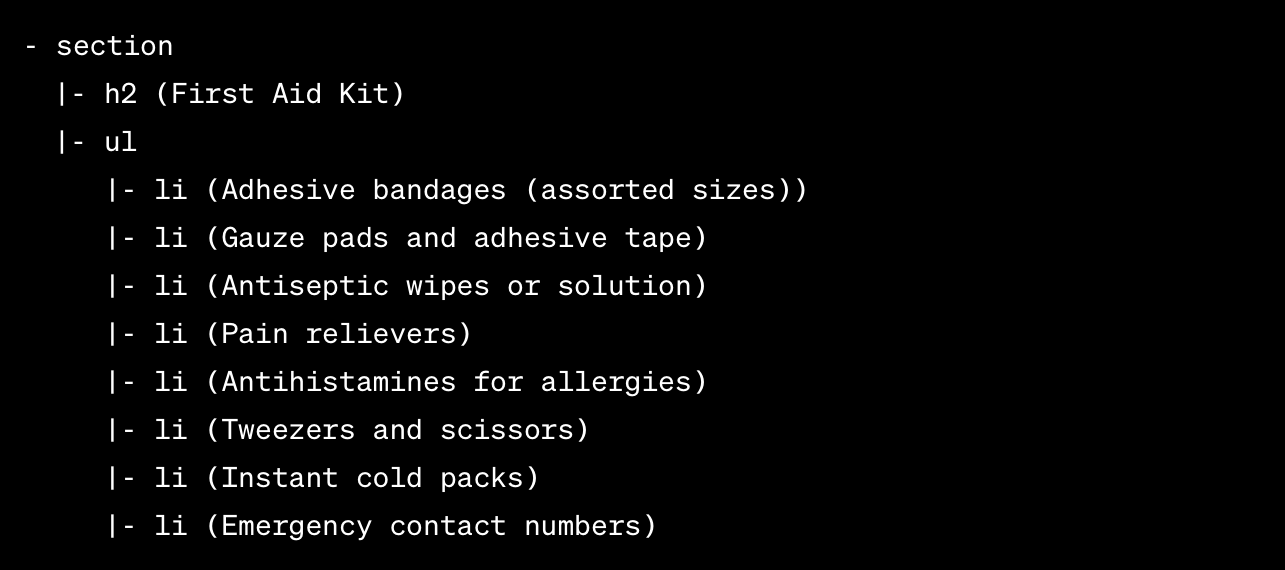 - section
|- h2 (First Aid Kit)
|- ul
|- li (Adhesive bandages (assorted sizes))
|- li (Gauze pads and adhesive tape)
|- li (Antiseptic wipes or solution)
|- li (Pain relievers)
|- li (Antihistamines for allergies)
|- li (Tweezers and scissors)
|- li (Instant cold packs)
|- li (Emergency contact numbers)